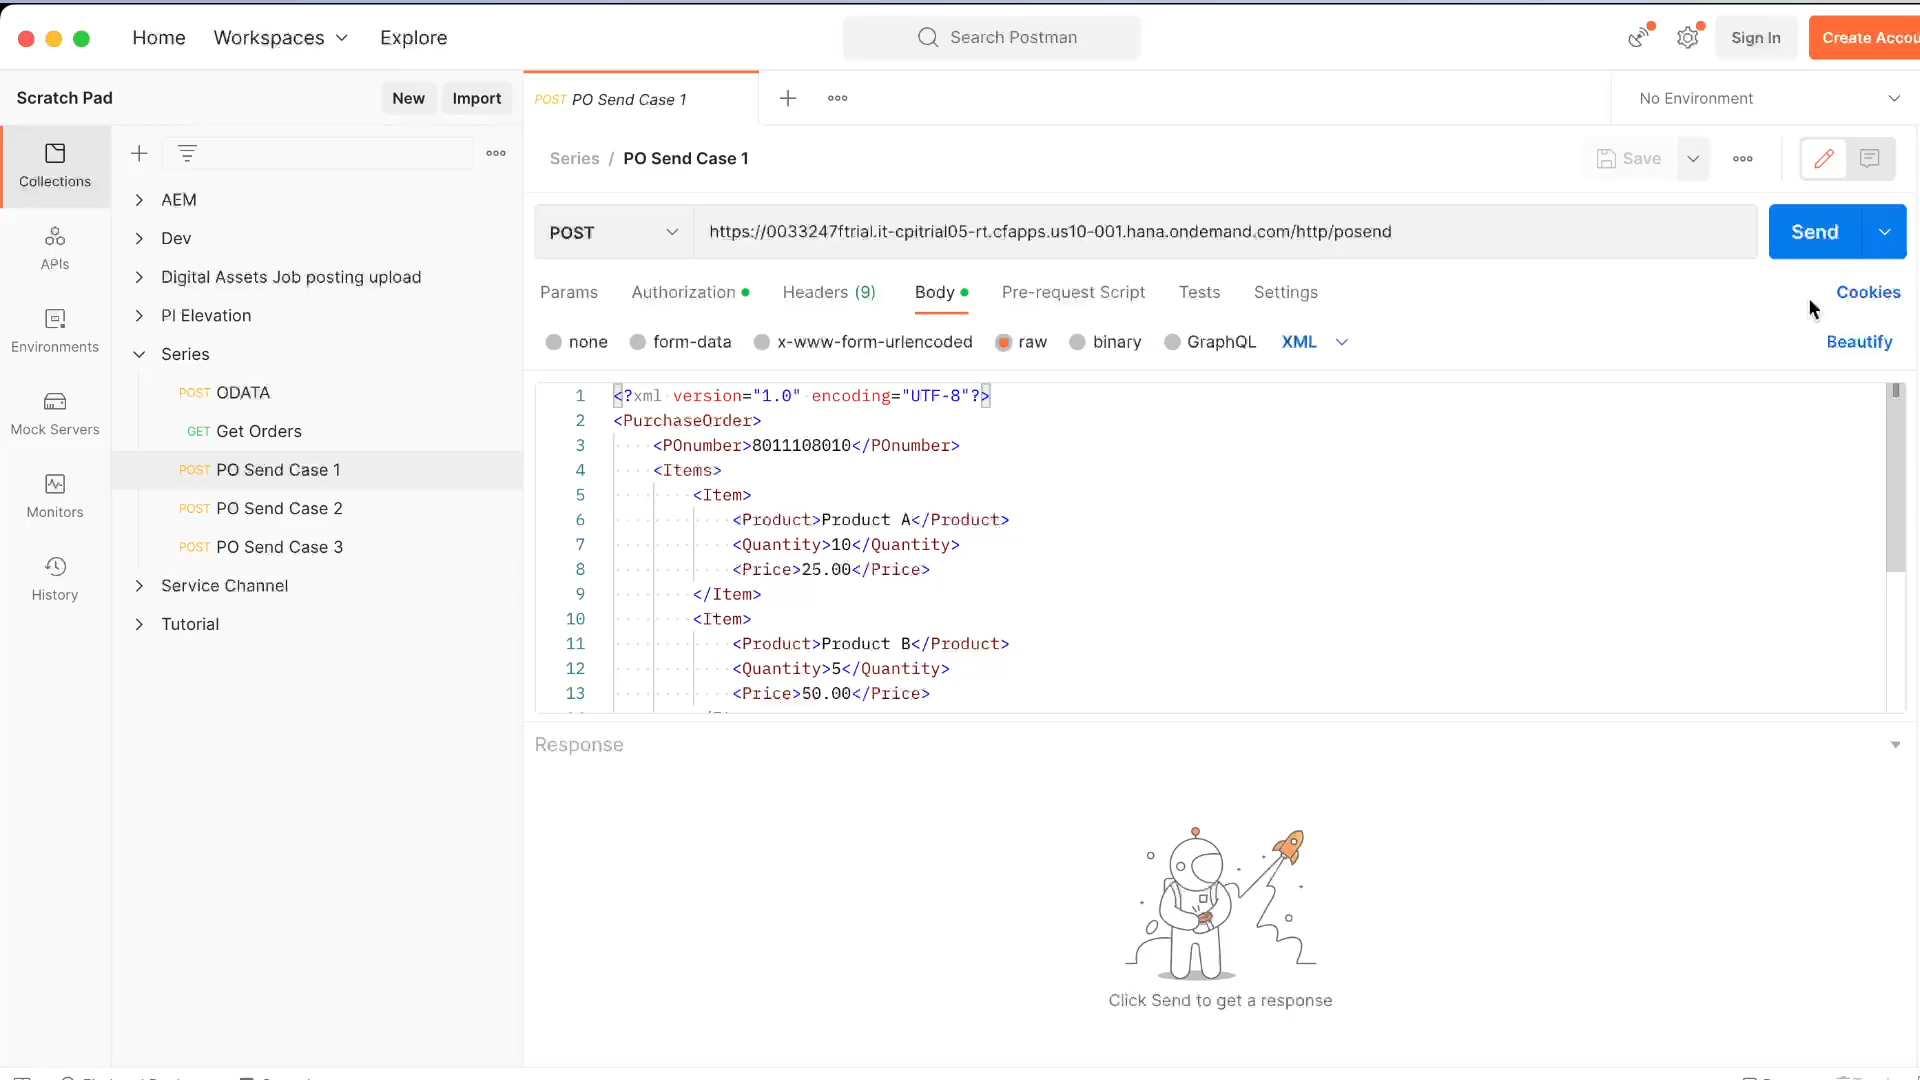 Home Workspaces Explore Search Postman Sign In Create Accou
Scratch Pad New Import POST PO Send Case 1 No Environment
Series / PO Send Case 1 Save
Collections
APIs
Environments
Mock Servers
Monitors
History
AEM
Dev
Digital Assets Job posting upload
PI Elevation
Series
POST ODATA
GET Get Orders
POST PO Send Case 1
POST PO Send Case 2
POST PO Send Case 3
Service Channel
Tutorial
POST https://0033247ftrial.it-cpitrial05-rt.cfapps.us10-001.hana.ondemand.com/http/posend Send
Params Authorization Headers (9) Body Pre-request Script Tests Settings Cookies
none form-data x-www-form-urlencoded raw binary GraphQL XML Beautify
1 <?xml version="1.0" encoding="UTF-8"?>
2 <PurchaseOrder>
3 <POnumber>8011108010</POnumber>
4 <Items>
5 <Item>
6 <Product>Product A</Product>
7 <Quantity>10</Quantity>
8 <Price>25.00</Price>
9 </Item>
10 <Item>
11 <Product>Product B</Product>
12 <Quantity>5</Quantity>
13 <Price>50.00</Price>
Response
Click Send to get a response